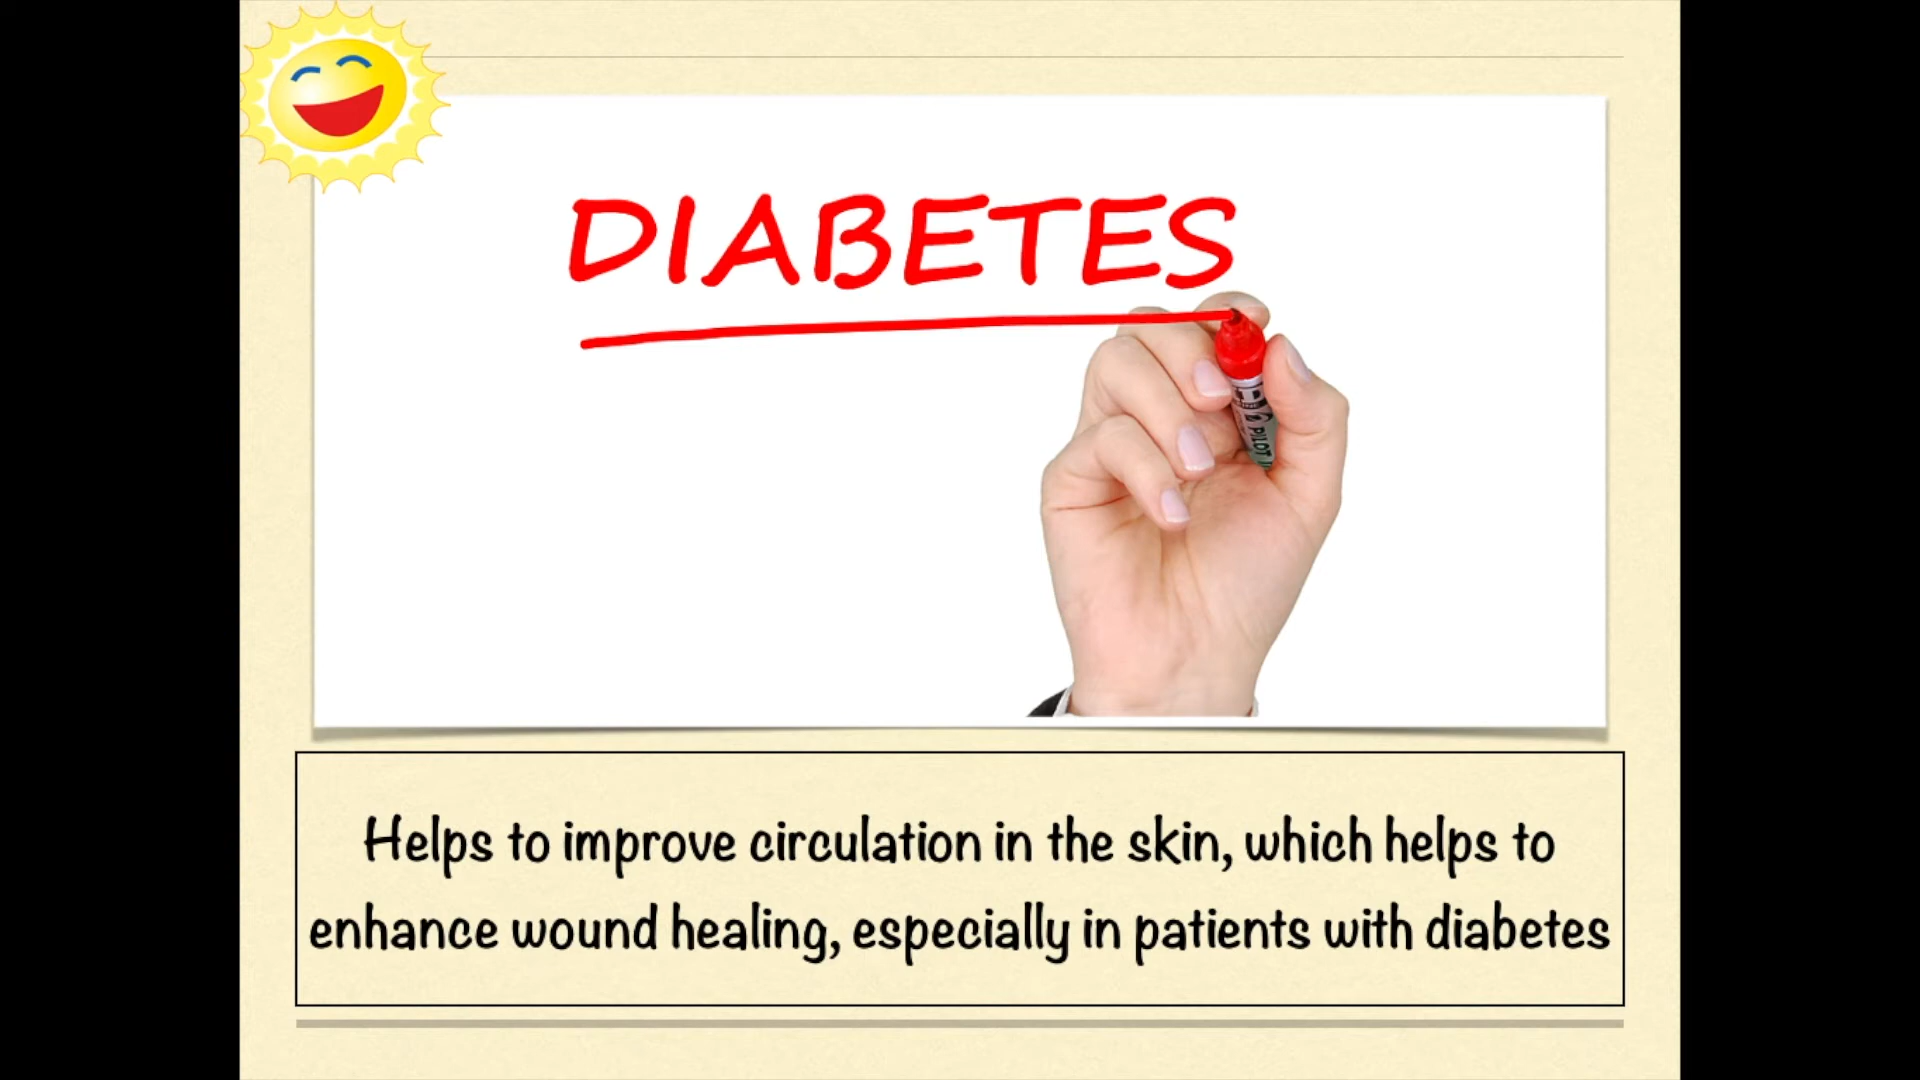 DIABETES
PILOT
Helps to improve circulation in the skin, which helps to
enhance wound healing, especially in patients with diabetes